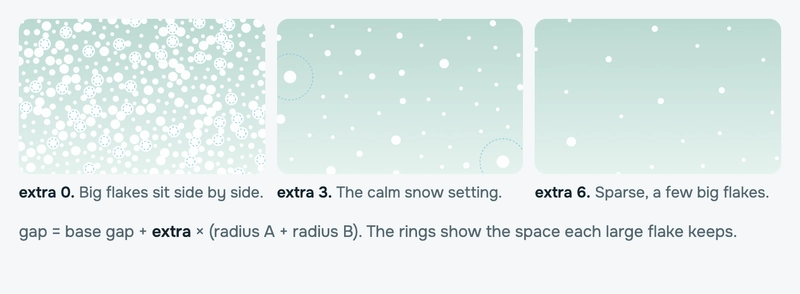 extra 0. Big flakes sit side by side.
extra 3. The calm snow setting.
extra 6. Sparse, a few big flakes.
gap = base gap + extra × (radius A + radius B). The rings show the space each large flake keeps.